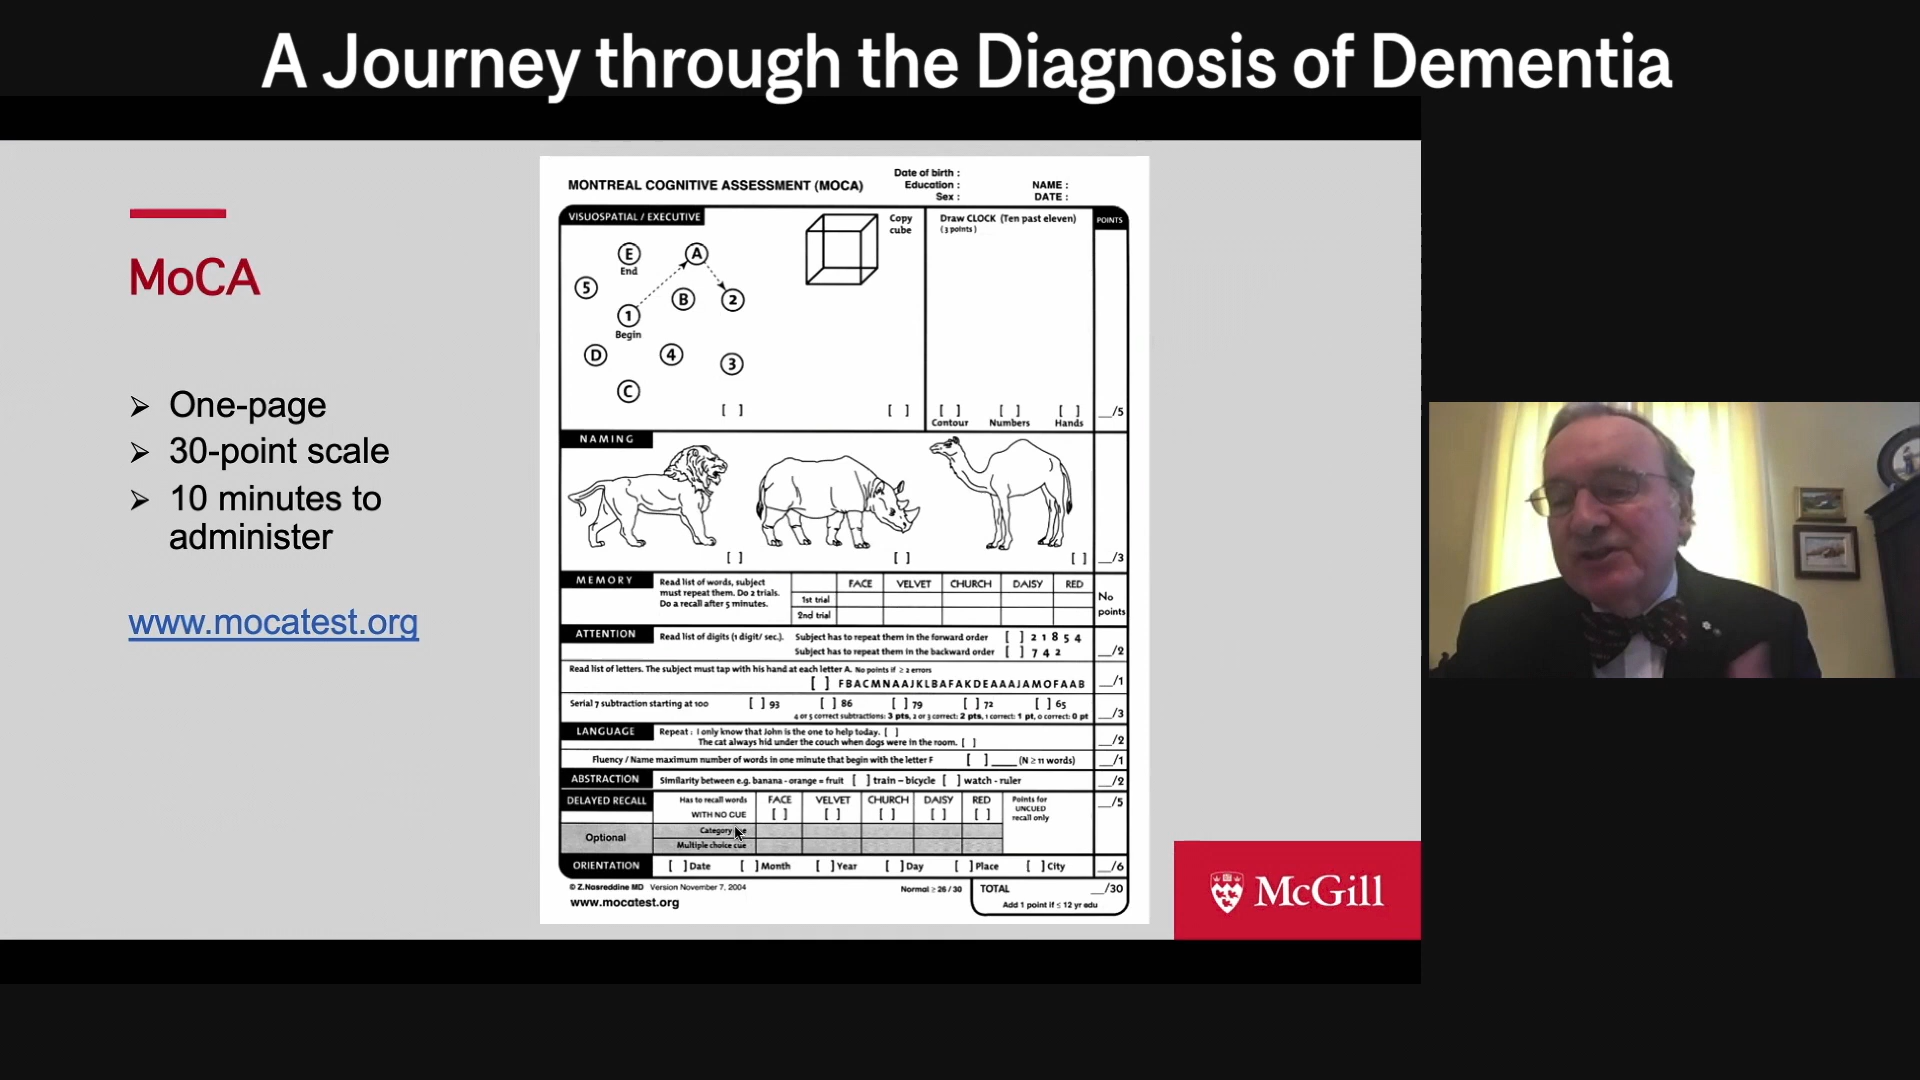 A Journey through the Diagnosis of Dementia
MoCA
One-page
30-point scale
10 minutes to
administer
www.mocatest.org
MONTREAL COGNITIVE ASSESSMENT (MOCA)
Date of birth :
Education :
Sex :
NAME :
DATE :
VISUOSPATIAL / EXECUTIVE
Copy
cube
Draw CLOCK (Ten past eleven)
( 3 points )
POINTS
E
End
A
5
B
2
1
Begin
D
4
3
C
[ ]
[ ]
[ ] [ ] [ ]
Contour Numbers Hands
__/5
NAMING
[ ] [ ] [ ] __/3
MEMORY
Read list of words, subject
must repeat them. Do 2 trials.
Do a recall after 5 minutes.
FACE VELVET CHURCH DAISY RED
1st trial
2nd trial
No
points
ATTENTION
Read list of digits (1 digit/ sec.). Subject has to repeat them in the forward order [ ] 2 1 8 5 4
Subject has to repeat them in the backward order [ ] 7 4 2 __/2
Read list of letters. The subject must tap with his hand at each letter A. No points if ≥ 2 errors
[ ] F B A C M N A A J K L B A F A K D E A A A J A M O F A A B __/1
Serial 7 subtraction starting at 100 [ ] 93 [ ] 86 [ ] 79 [ ] 72 [ ] 65
4 or 5 correct subtractions: 3 pts, 2 or 3 correct: 2 pts, 1 correct: 1 pt, 0 correct: 0 pt __/3
LANGUAGE
Repeat : I only know that John is the one to help today. [ ]
The cat always hid under the couch when dogs were in the room. [ ] __/2
Fluency / Name maximum number of words in one minute that begin with the letter F [ ] ____ (N ≥ 11 words) __/1
ABSTRACTION
Similarity between e.g. banana - orange = fruit [ ] train – bicycle [ ] watch - ruler __/2
DELAYED RECALL
Has to recall words
WITH NO CUE
FACE VELVET CHURCH DAISY RED
[ ] [ ] [ ] [ ] [ ]
Points for
UNCUED
recall only
__/5
Optional
Category
Multiple choice cue
ORIENTATION [ ] Date [ ] Month [ ] Year [ ] Day [ ] Place [ ] City __/6
© Z.Nasreddine MD Version November 7, 2004
www.mocatest.org
Normal ≥ 26 / 30
TOTAL __/30
Add 1 point if ≤ 12 yr edu
McGill